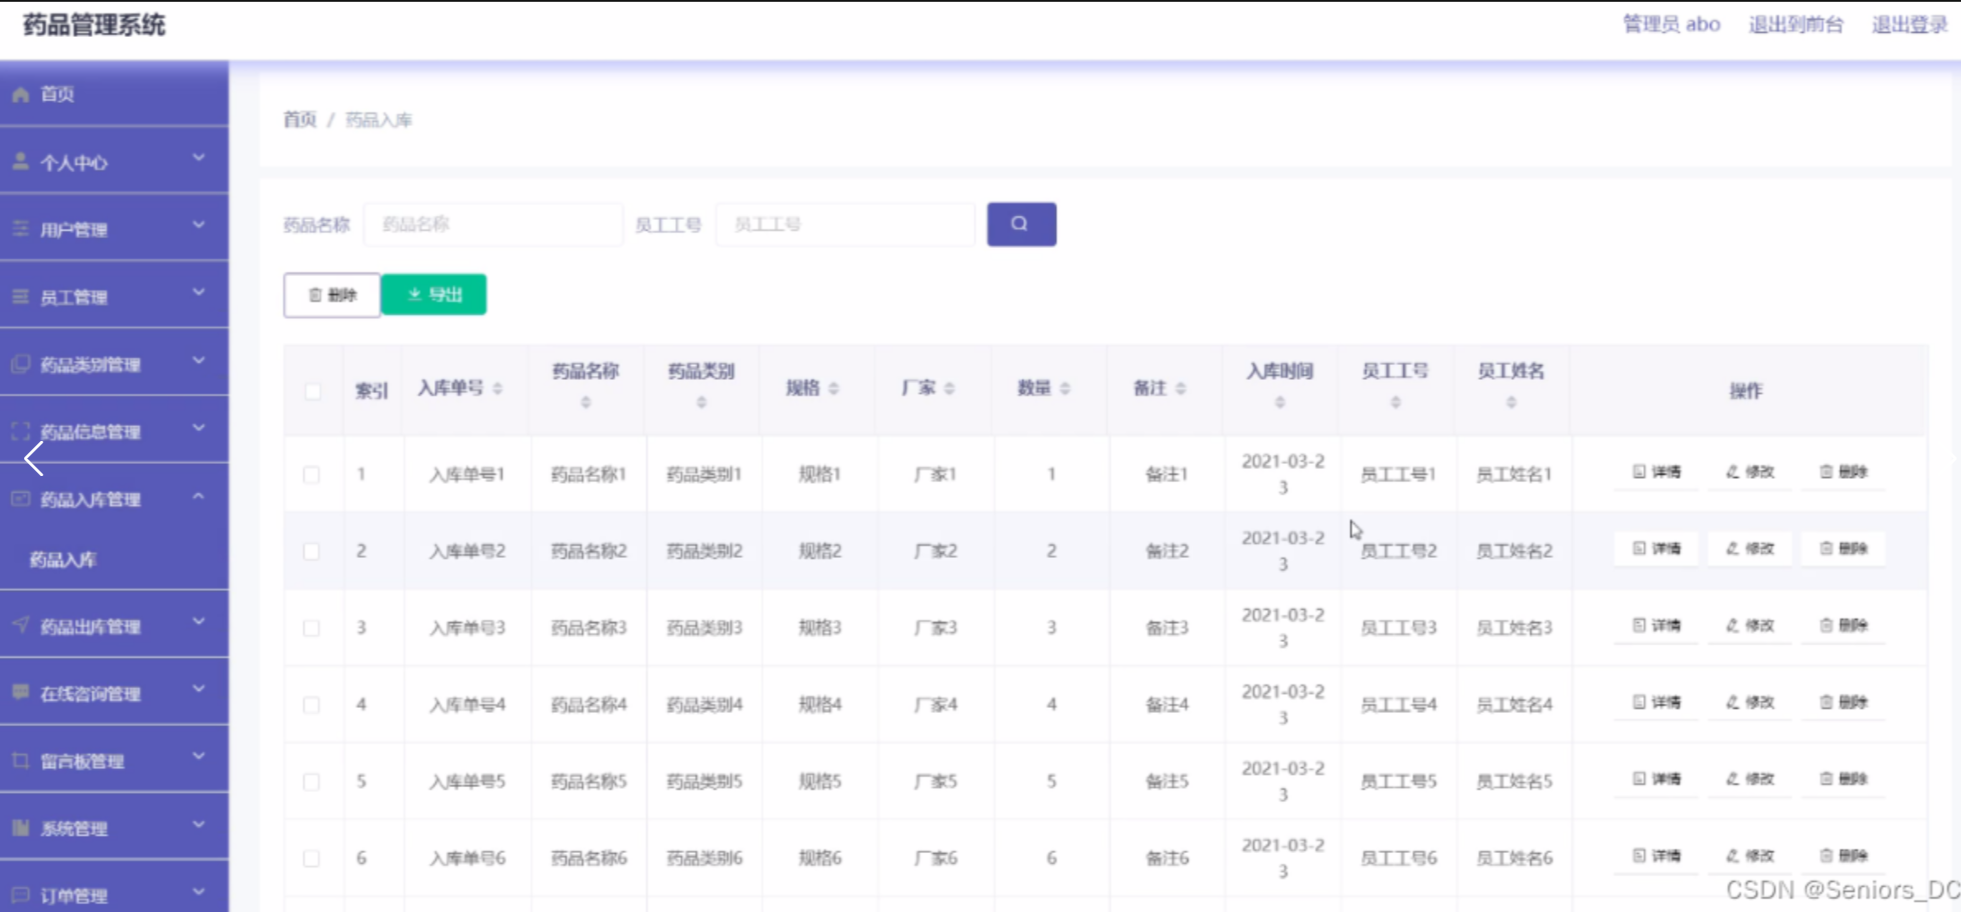 药品管理系统
管理员 abo 退出到前台 退出登录
首页
个人中心
用户管理
员工管理
药品类别管理
药品信息管理
药品入库管理
药品入库
药品出库管理
在线咨询管理
留言板管理
系统管理
订单管理
首页 / 药品入库
药品名称 药品名称 员工工号 员工工号
删除 导出
索引 入库单号 药品名称 药品类别 规格 厂家 数量 备注 入库时间 员工工号 员工姓名 操作
1 入库单号1 药品名称1 药品类别1 规格1 厂家1 1 备注1 2021-03-23 员工工号1 员工姓名1 详情 修改 删除
2 入库单号2 药品名称2 药品类别2 规格2 厂家2 2 备注2 2021-03-23 员工工号2 员工姓名2 详情 修改 删除
3 入库单号3 药品名称3 药品类别3 规格3 厂家3 3 备注3 2021-03-23 员工工号3 员工姓名3 详情 修改 删除
4 入库单号4 药品名称4 药品类别4 规格4 厂家4 4 备注4 2021-03-23 员工工号4 员工姓名4 详情 修改 删除
5 入库单号5 药品名称5 药品类别5 规格5 厂家5 5 备注5 2021-03-23 员工工号5 员工姓名5 详情 修改 删除
6 入库单号6 药品名称6 药品类别6 规格6 厂家6 6 备注6 2021-03-23 员工工号6 员工姓名6 详情 修改 删除
CSDN @Seniors_DC